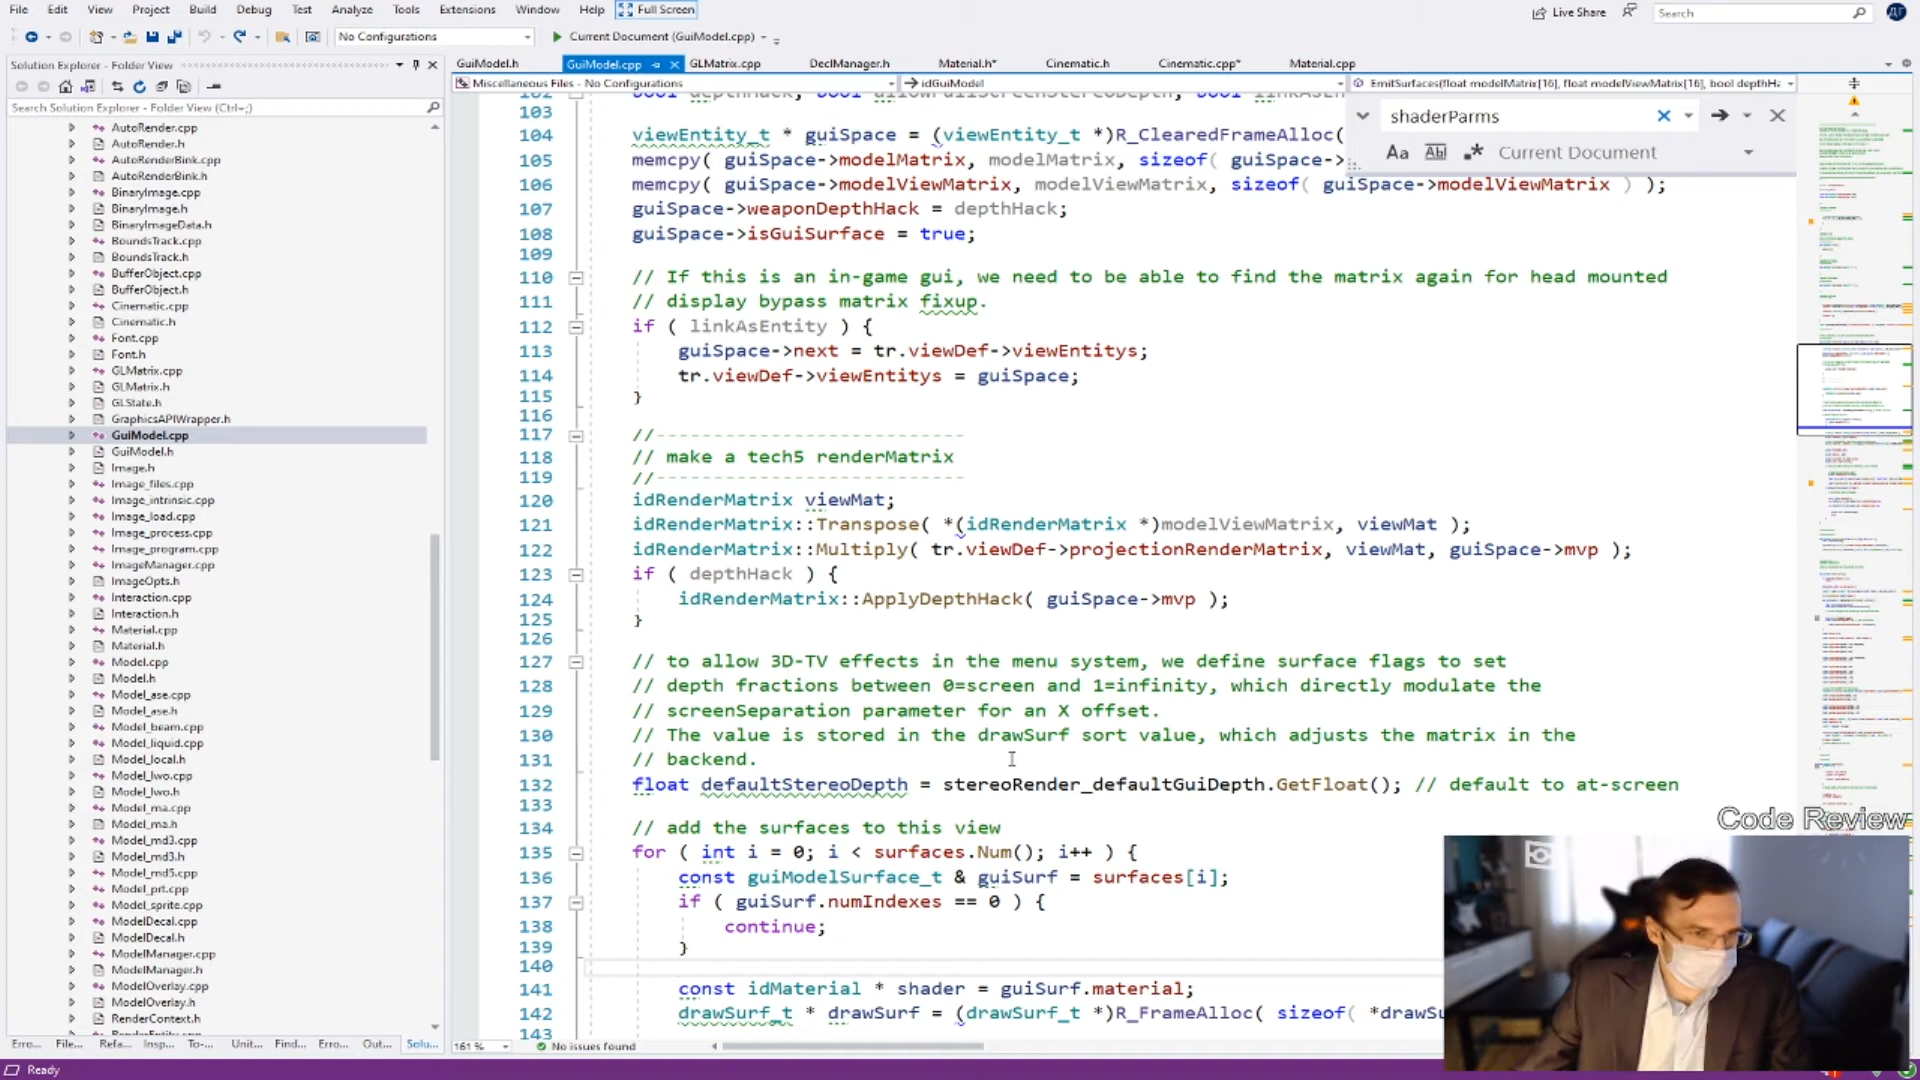 File Edit View Project Build Debug Test Analyze Tools Extensions Window Help Full Screen Live Share Search ДГ
No Configurations Current Document (GuiModel.cpp)
Solution Explorer - Folder View
Search Solution Explorer - Folder View (Ctrl+;)
AutoRender.cpp
AutoRender.h
AutoRenderBink.cpp
AutoRenderBink.h
BinaryImage.cpp
BinaryImage.h
BinaryImageData.h
BoundsTrack.cpp
BoundsTrack.h
BufferObject.cpp
BufferObject.h
Cinematic.cpp
Cinematic.h
Font.cpp
Font.h
GLMatrix.cpp
GLMatrix.h
GLState.h
GraphicsAPIWrapper.h
GuiModel.cpp
GuiModel.h
Image.h
Image_files.cpp
Image_intrinsic.cpp
Image_load.cpp
Image_process.cpp
Image_program.cpp
ImageManager.cpp
ImageOpts.h
Interaction.cpp
Interaction.h
Material.cpp
Material.h
Model.cpp
Model.h
Model_ase.cpp
Model_ase.h
Model_beam.cpp
Model_liquid.cpp
Model_local.h
Model_lwo.cpp
Model_lwo.h
Model_ma.cpp
Model_ma.h
Model_md3.cpp
Model_md3.h
Model_md5.cpp
Model_prt.cpp
Model_sprite.cpp
ModelDecal.cpp
ModelDecal.h
ModelManager.cpp
ModelManager.h
ModelOverlay.cpp
ModelOverlay.h
RenderContext.h
Erro... File... Refa... Insp... To-... Unit... Find... Erro... Out... Solu...
GuiModel.h GuiModel.cpp GLMatrix.cpp DeclManager.h Material.h* Cinematic.h Cinematic.cpp* Material.cpp
Miscellaneous Files - No Configurations idGuiModel EmitSurfaces(float modelMatrix[16], float modelViewMatrix[16], bool depthHa
shaderParms
Aa Abl .* Current Document
103
104 viewEntity_t * guiSpace = (viewEntity_t *)R_ClearedFrameAlloc(
105 memcpy( guiSpace->modelMatrix, modelMatrix, sizeof( guiSpace->
106 memcpy( guiSpace->modelViewMatrix, modelViewMatrix, sizeof( guiSpace->modelViewMatrix ) );
107 guiSpace->weaponDepthHack = depthHack;
108 guiSpace->isGuiSurface = true;
109
110 // If this is an in-game gui, we need to be able to find the matrix again for head mounted
111 // display bypass matrix fixup.
112 if ( linkAsEntity ) {
113 guiSpace->next = tr.viewDef->viewEntitys;
114 tr.viewDef->viewEntitys = guiSpace;
115 }
116
117 //---------------------------
118 // make a tech5 renderMatrix
119 //---------------------------
120 idRenderMatrix viewMat;
121 idRenderMatrix::Transpose( *(idRenderMatrix *)modelViewMatrix, viewMat );
122 idRenderMatrix::Multiply( tr.viewDef->projectionRenderMatrix, viewMat, guiSpace->mvp );
123 if ( depthHack ) {
124 idRenderMatrix::ApplyDepthHack( guiSpace->mvp );
125 }
126
127 // to allow 3D-TV effects in the menu system, we define surface flags to set
128 // depth fractions between 0=screen and 1=infinity, which directly modulate the
129 // screenSeparation parameter for an X offset.
130 // The value is stored in the drawSurf sort value, which adjusts the matrix in the
131 // backend.
132 float defaultStereoDepth = stereoRender_defaultGuiDepth.GetFloat(); // default to at-screen
133
134 // add the surfaces to this view
135 for ( int i = 0; i < surfaces.Num(); i++ ) {
136 const guiModelSurface_t & guiSurf = surfaces[i];
137 if ( guiSurf.numIndexes == 0 ) {
138 continue;
139 }
140
141 const idMaterial * shader = guiSurf.material;
142 drawSurf_t * drawSurf = (drawSurf_t *)R_FrameAlloc( sizeof( *drawSu
143
161 % No issues found
Code Review
Ready